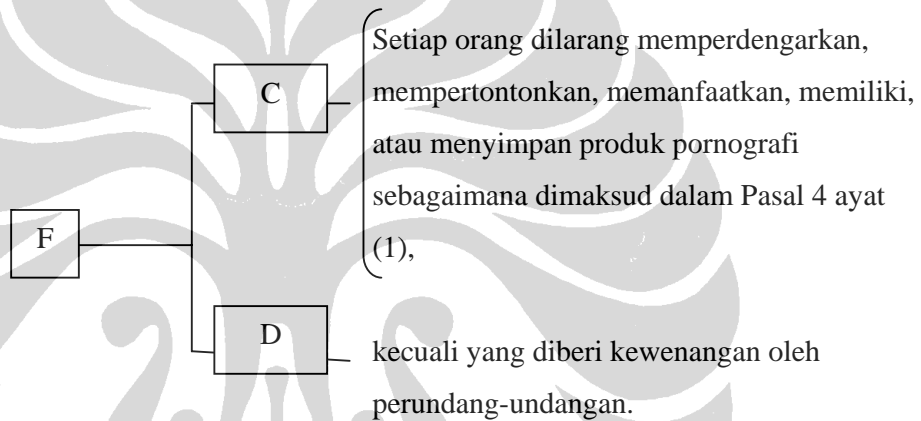 Setiap orang dilarang memperdengarkan,
C
mempertontonkan, memanfaatkan, memiliki,
atau menyimpan produk pornografi
sebagaimana dimaksud dalam Pasal 4 ayat
F
(1),
D
kecuali yang diberi kewenangan oleh
perundang-undangan.